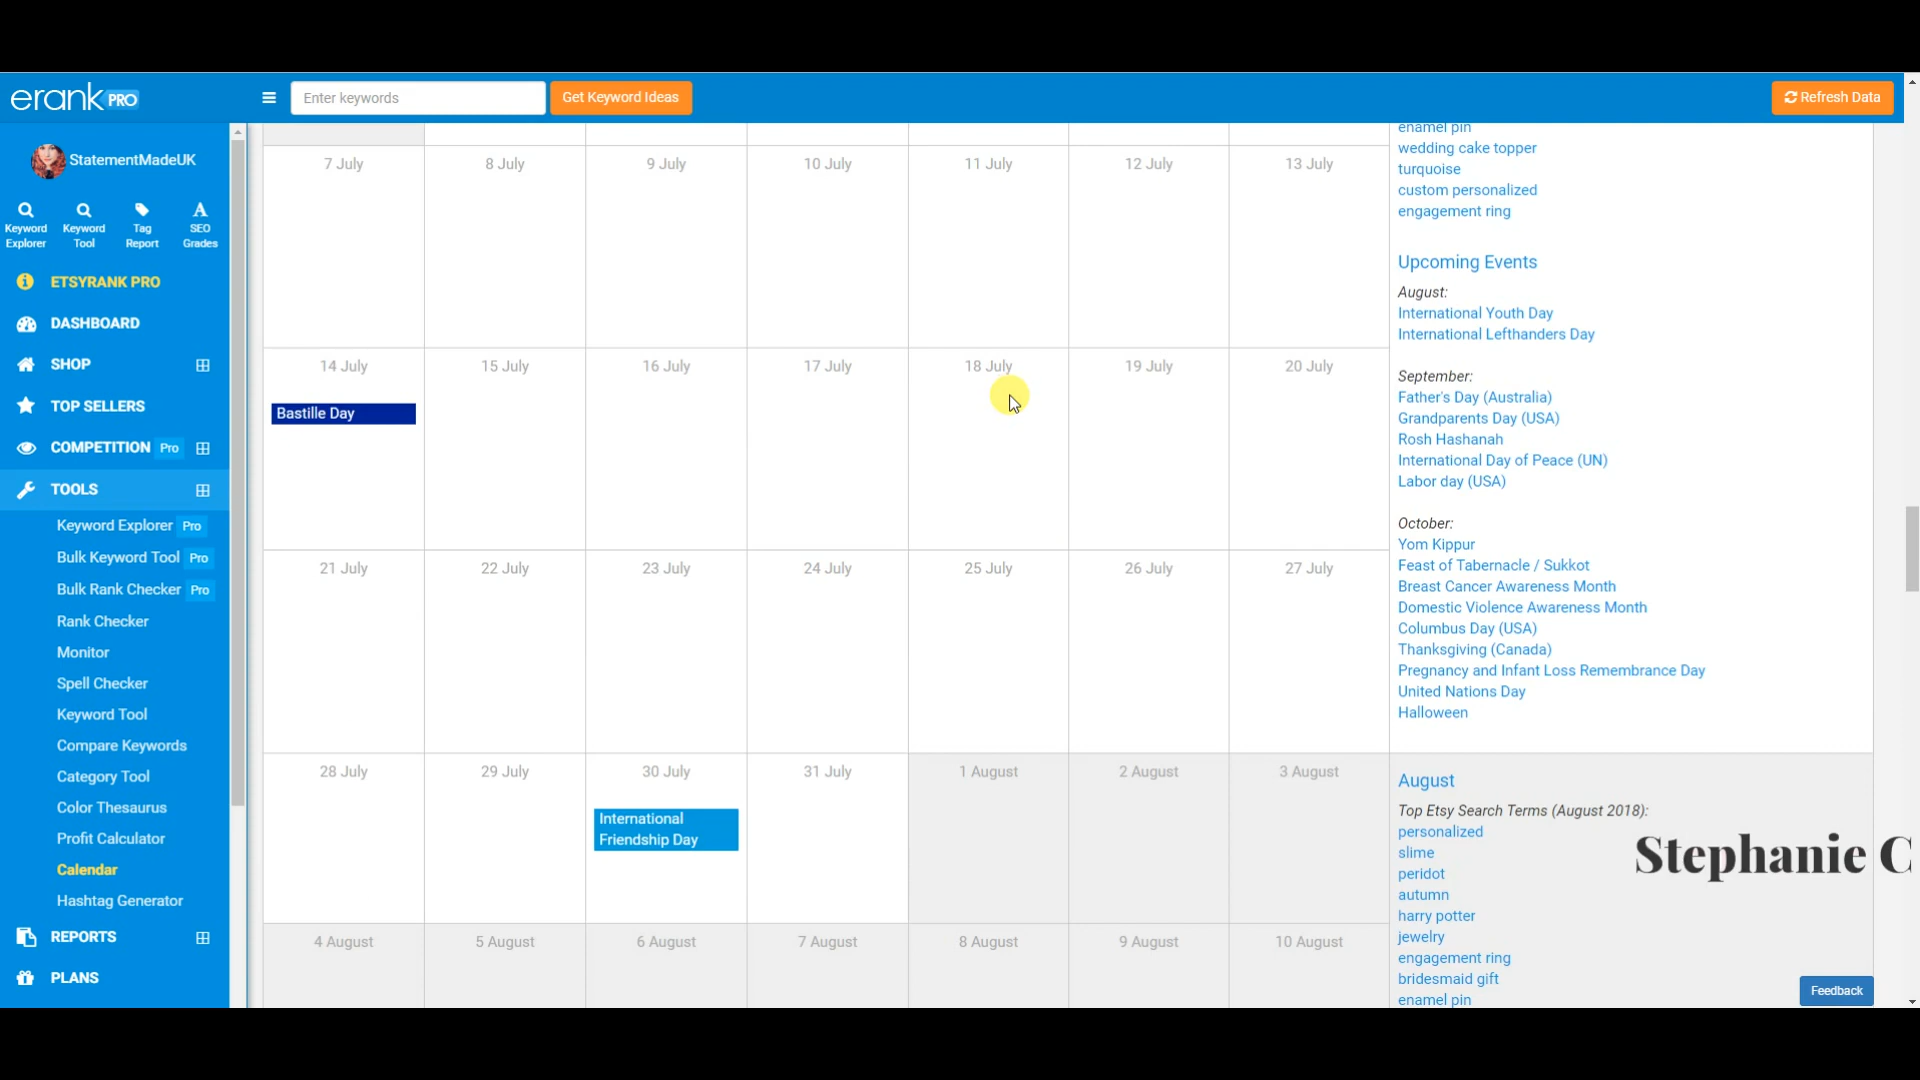 erank PRO
Enter keywords
Get Keyword Ideas
Refresh Data
StatementMadeUK
Keyword Explorer
Keyword Tool
Tag Report
SEO Grades
ETSYRANK PRO
DASHBOARD
SHOP
TOP SELLERS
COMPETITION Pro
TOOLS
Keyword Explorer Pro
Bulk Keyword Tool Pro
Bulk Rank Checker Pro
Rank Checker
Monitor
Spell Checker
Keyword Tool
Compare Keywords
Category Tool
Color Thesaurus
Profit Calculator
Calendar
Hashtag Generator
REPORTS
PLANS
7 July 8 July 9 July 10 July 11 July 12 July 13 July
14 July 15 July 16 July 17 July 18 July 19 July 20 July
Bastille Day
21 July 22 July 23 July 24 July 25 July 26 July 27 July
28 July 29 July 30 July 31 July 1 August 2 August 3 August
International
Friendship Day
4 August 5 August 6 August 7 August 8 August 9 August 10 August
enamel pin
wedding cake topper
turquoise
custom personalized
engagement ring
Upcoming Events
August:
International Youth Day
International Lefthanders Day
September:
Father's Day (Australia)
Grandparents Day (USA)
Rosh Hashanah
International Day of Peace (UN)
Labor day (USA)
October:
Yom Kippur
Feast of Tabernacle / Sukkot
Breast Cancer Awareness Month
Domestic Violence Awareness Month
Columbus Day (USA)
Thanksgiving (Canada)
Pregnancy and Infant Loss Remembrance Day
United Nations Day
Halloween
August
Top Etsy Search Terms (August 2018):
personalized
slime
peridot
autumn
harry potter
jewelry
engagement ring
bridesmaid gift
enamel pin
Stephanie C
Feedback